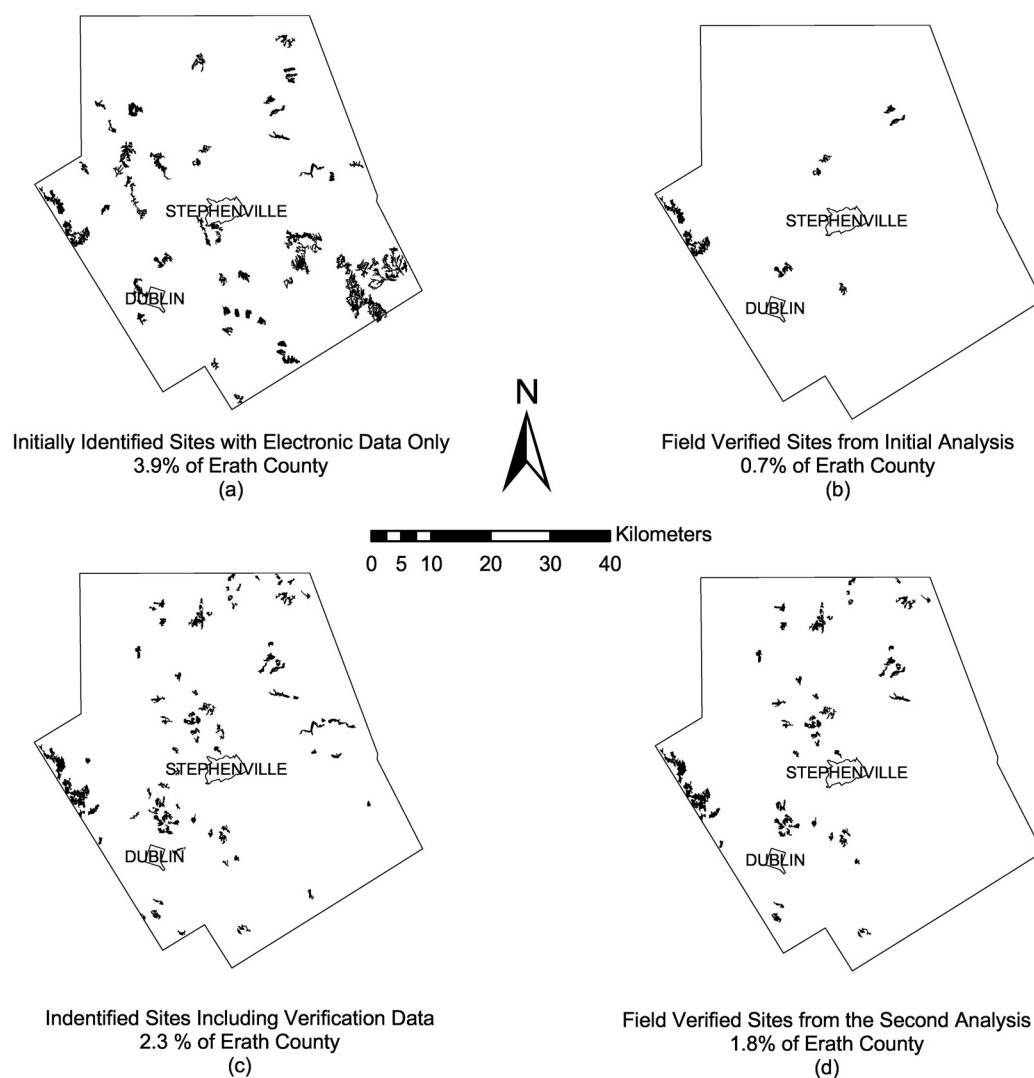 STEPHENVILLE
DUBLIN
Initially Identified Sites with Electronic Data Only
3.9% of Erath County
(a)
STEPHENVILLE
DUBLIN
Field Verified Sites from Initial Analysis
0.7% of Erath County
(b)
N
Kilometers
0 5 10 20 30 40
STEPHENVILLE
DUBLIN
Indentified Sites Including Verification Data
2.3 % of Erath County
(c)
STEPHENVILLE
DUBLIN
Field Verified Sites from the Second Analysis
1.8% of Erath County
(d)